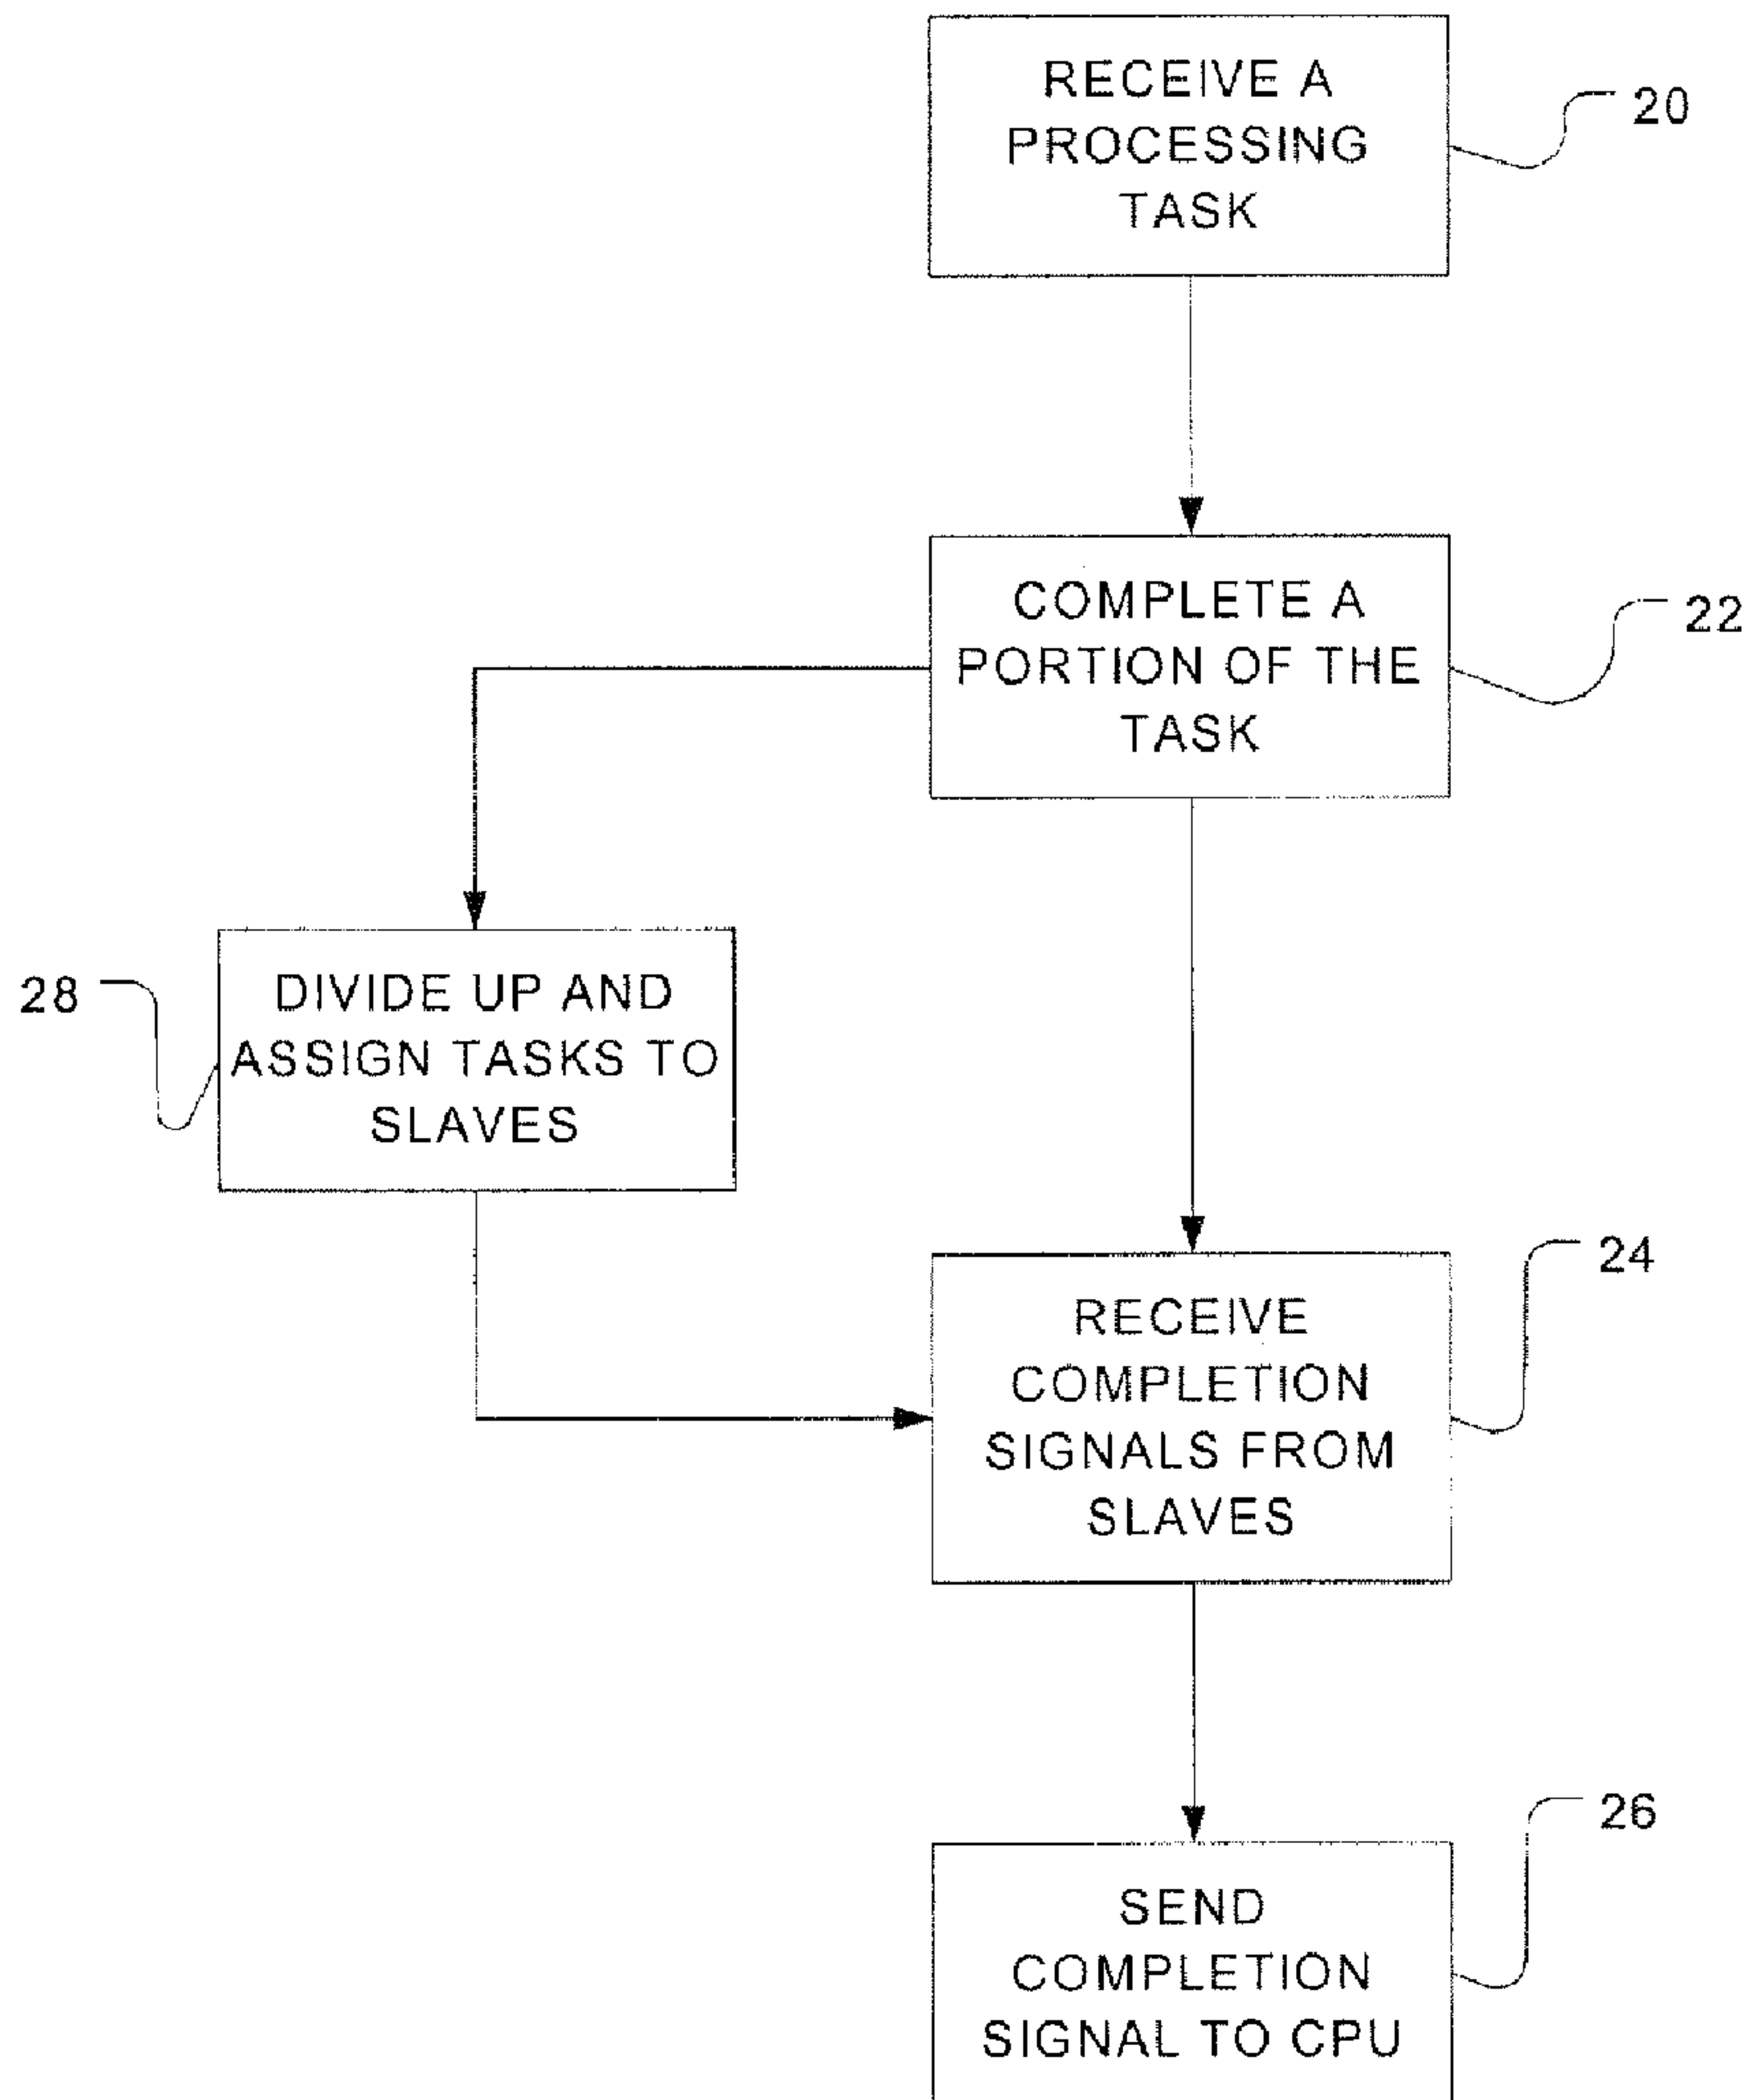 RECEIVE A
PROCESSING
TASK
20
COMPLETE A
PORTION OF THE
TASK
22
28
DIVIDE UP AND
ASSIGN TASKS TO
SLAVES
24
RECEIVE
COMPLETION
SIGNALS FROM
SLAVES
26
SEND
COMPLETION
SIGNAL TO CPU